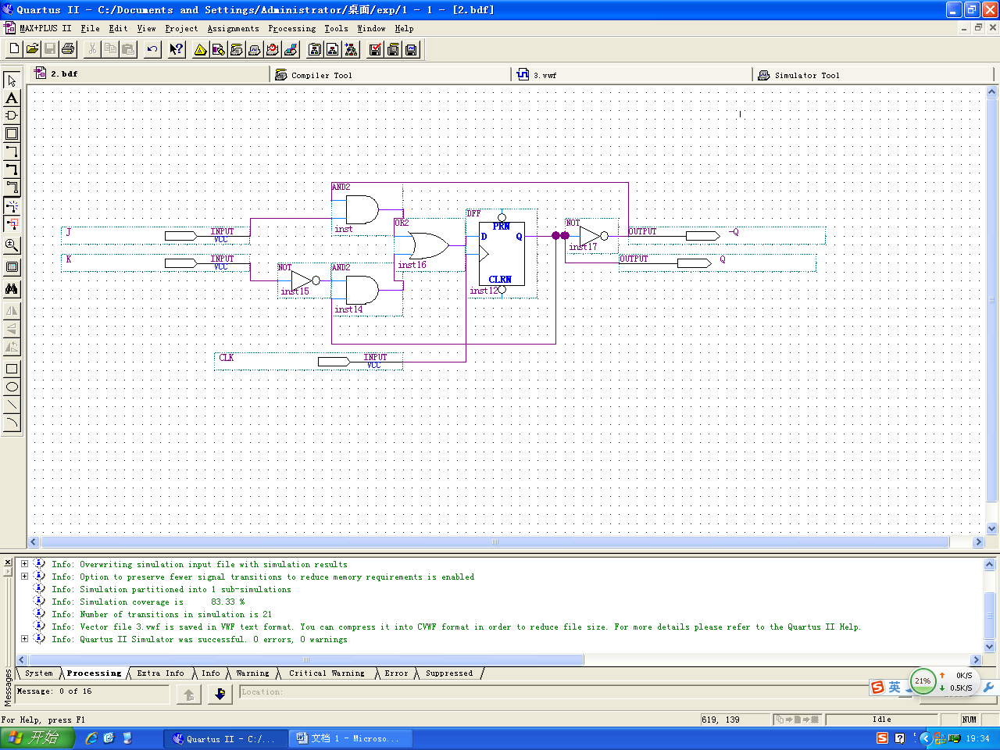 Quartus II - C:/Documents and Settings/Administrator/桌面/exp/1 - 1 - [2.bdf]
MAX+PLUS II File Edit View Project Assignments Processing Tools Window Help
2.bdf Compiler Tool 3.vwf Simulator Tool
AND2
inst
DFF
OR2
PRN
NOT
J INPUT
VCC
D Q
OUTPUT -Q
inst17
K INPUT
VCC
OUTPUT Q
inst16
NOT
AND2
CLRN
inst15
inst12
inst14
CLK INPUT
VCC
Info: Overwriting simulation input file with simulation results
Info: Option to preserve fewer signal transitions to reduce memory requirements is enabled
Info: Simulation partitioned into 1 sub-simulations
Info: Simulation coverage is 83.33 %
Info: Number of transitions in simulation is 21
Info: Vector file 3.vwf is saved in VWF text format. You can compress it into CVWF format in order to reduce file size. For more details please refer to the Quartus II Help.
Info: Quartus II Simulator was successful. 0 errors, 0 warnings
System Processing Extra Info Info Warning Critical Warning Error Suppressed
Messages
Message: 0 of 16
Location:
英
21%
0K/S
0.5K/S
For Help, press F1
619, 139
Idle
NUM
开始
Quartus II - C:/...
文档 1 - Microso...
19:34